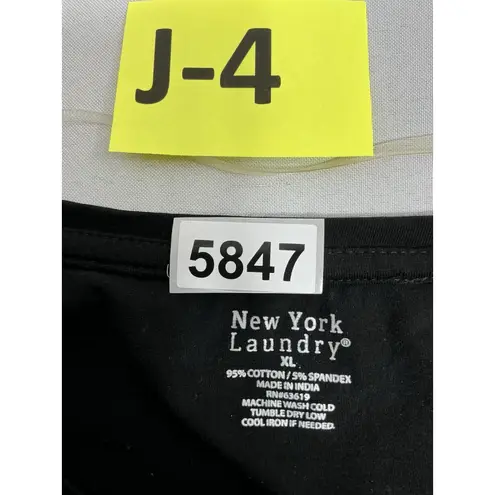 J-4
5847
New York
Laundry®
XL
95% COTTON / 5% SPANDEX
MADE IN INDIA
RN#63619
MACHINE WASH COLD
TUMBLE DRY LOW
COOL IRON IF NEEDED.